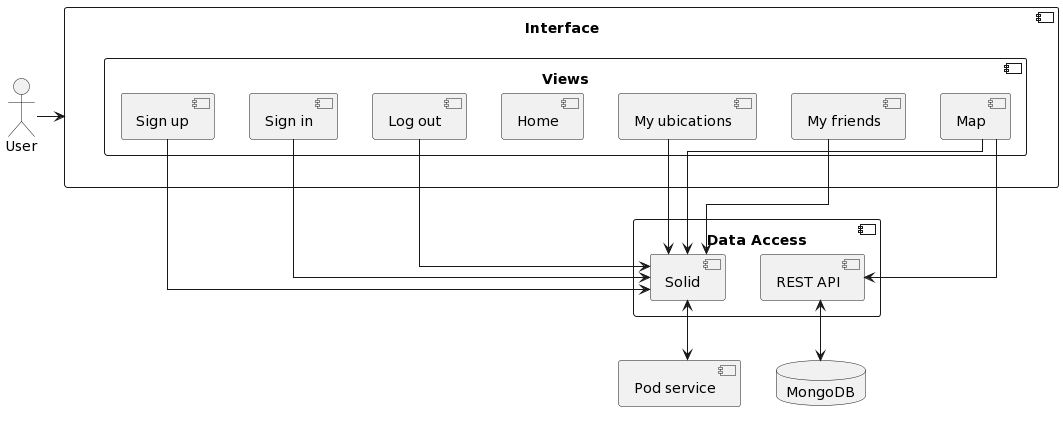 Interface
Views
Sign up
Sign in
Log out
Home
My ubications
My friends
Map
User
Data Access
Solid
REST API
Pod service
MongoDB